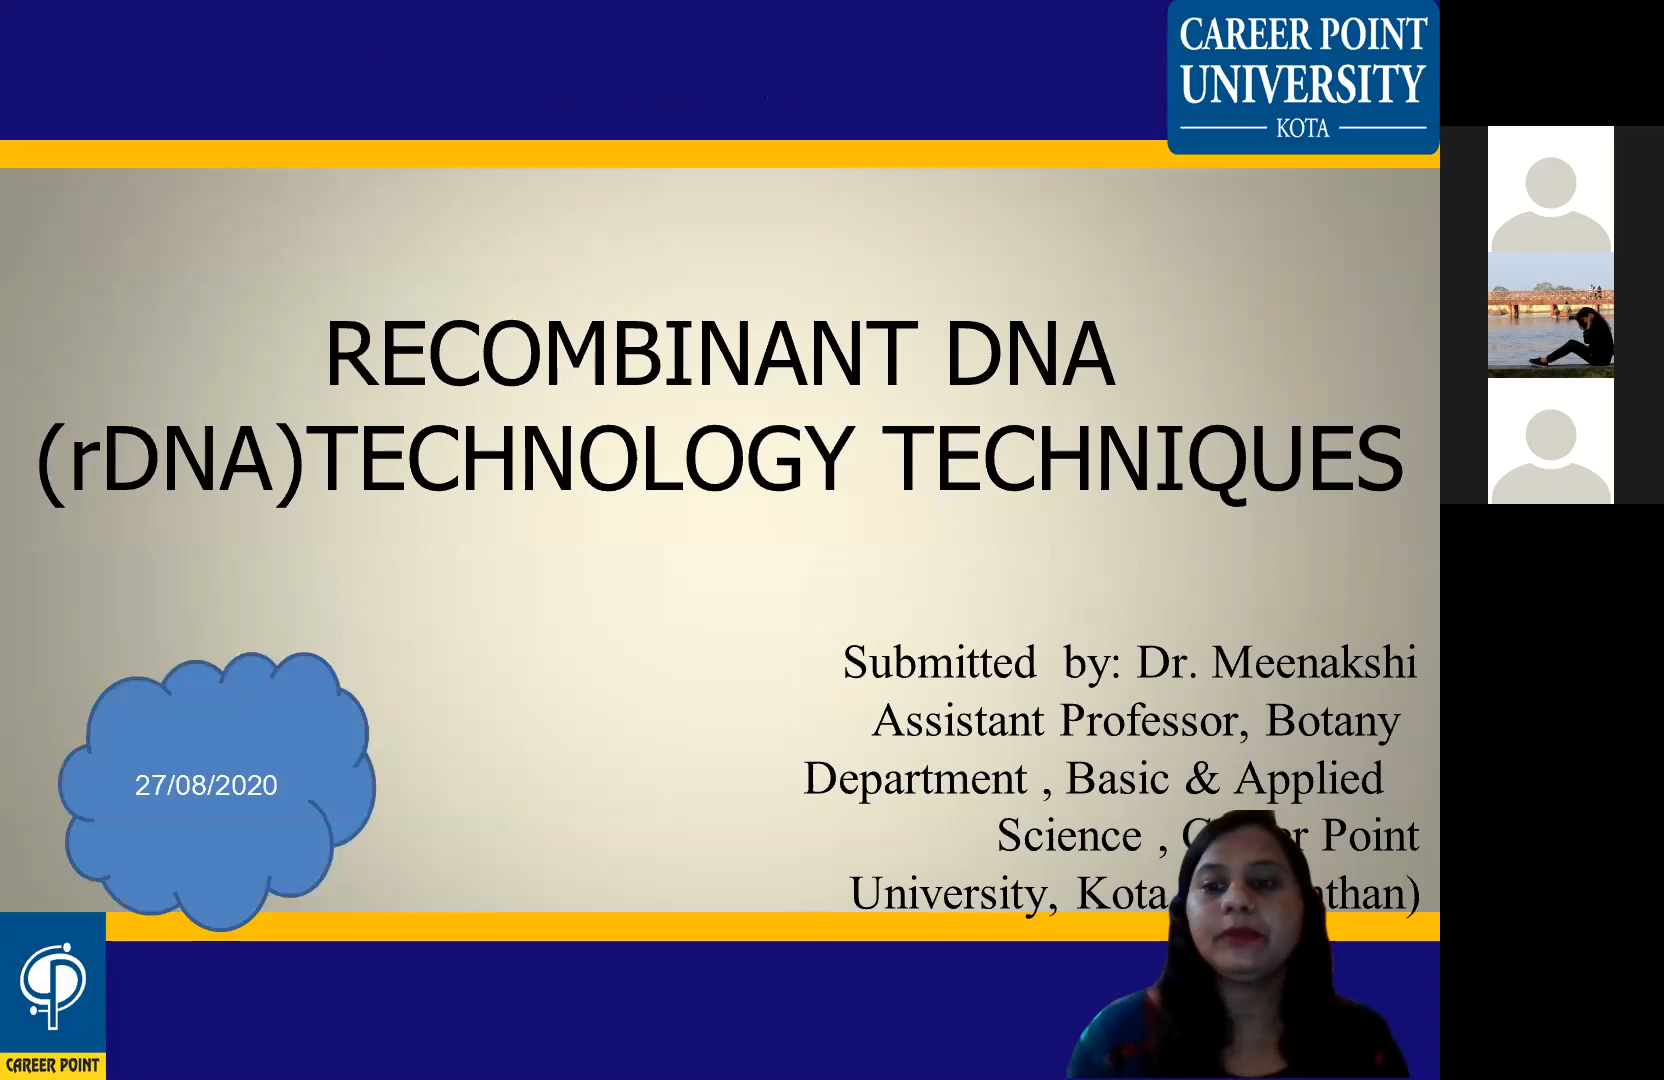 CAREER POINT
UNIVERSITY
KOTA
RECOMBINANT DNA
(rDNA)TECHNOLOGY TECHNIQUES
Submitted by: Dr. Meenakshi
Assistant Professor, Botany
Department , Basic & Applied
Science , Point
University, Kota
27/08/2020
CAREER POINT